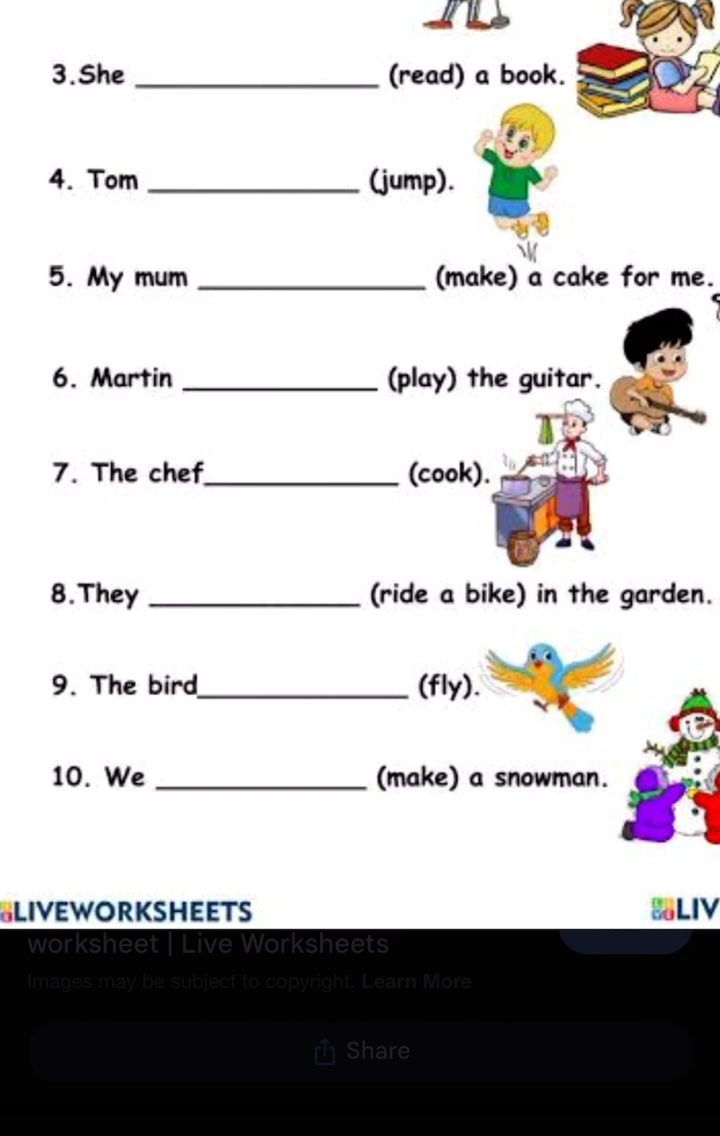 3.She ______________ (read) a book.
4. Tom ______________ (jump).
5. My mum ______________ (make) a cake for me.
6. Martin ______________ (play) the guitar.
7. The chef______________ (cook).
8.They ______________ (ride a bike) in the garden.
9. The bird______________ (fly).
10. We ______________ (make) a snowman.
LIVEWORKSHEETS LIV
worksheet | Live Worksheets
Images may be subject to copyright. Learn More
Share